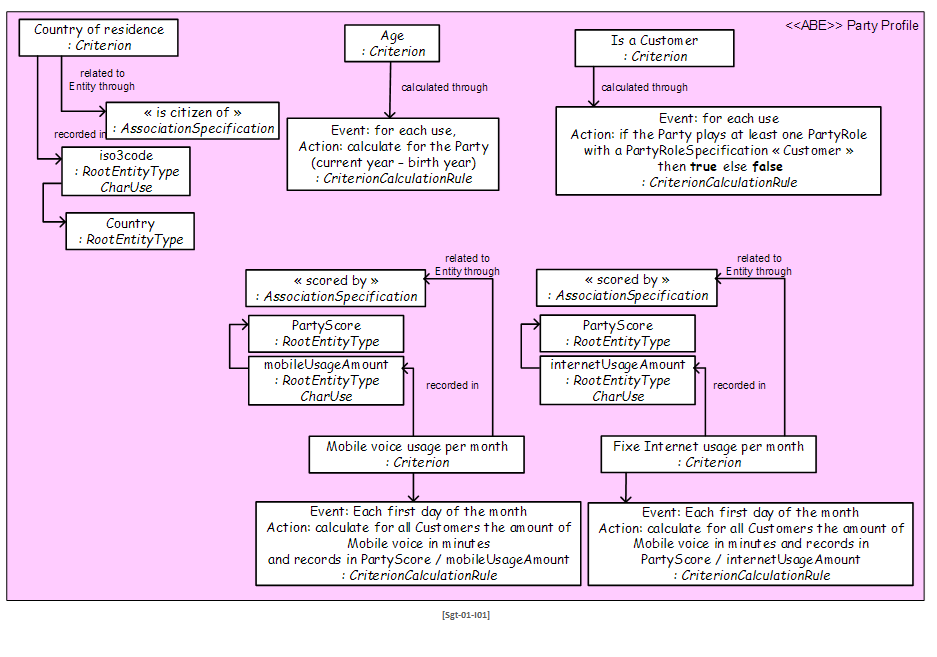 <<ABE>> Party Profile
Country of residence
: Criterion
related to
Entity through
« is citizen of »
: AssociationSpecification
recorded in
iso3code
: RootEntityType
CharUse
Country
: RootEntityType
Age
: Criterion
calculated through
Event: for each use,
Action: calculate for the Party
(current year – birth year)
: CriterionCalculationRule
Is a Customer
: Criterion
calculated through
Event: for each use
Action: if the Party plays at least one PartyRole
with a PartyRoleSpecification « Customer »
then true else false
: CriterionCalculationRule
related to
Entity through
« scored by »
: AssociationSpecification
PartyScore
: RootEntityType
mobileUsageAmount
: RootEntityType
CharUse
recorded in
Mobile voice usage per month
: Criterion
Event: Each first day of the month
Action: calculate for all Customers the amount of
Mobile voice in minutes
and records in PartyScore / mobileUsageAmount
: CriterionCalculationRule
related to
Entity through
« scored by »
: AssociationSpecification
PartyScore
: RootEntityType
internetUsageAmount
: RootEntityType
CharUse
recorded in
Fixe Internet usage per month
: Criterion
Event: Each first day of the month
Action: calculate for all Customers the amount of
Mobile voice in minutes and records in
PartyScore / internetUsageAmount
: CriterionCalculationRule
[Sgt-01-I01]